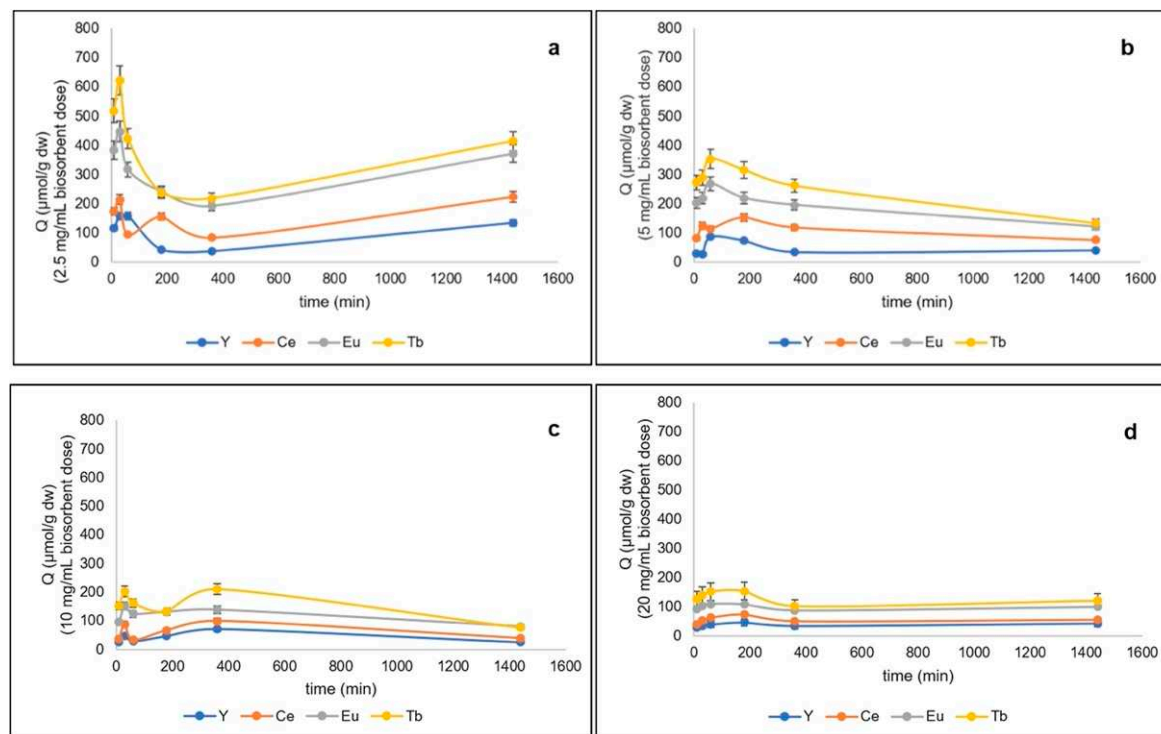 a
Q (µmol/g dw)
(2.5 mg/mL biosorbent dose)
800
700
600
500
400
300
200
100
0
0 200 400 600 800 1000 1200 1400 1600
time (min)
Y Ce Eu Tb
b
Q (µmol/g dw)
(5 mg/mL biosorbent dose)
800
700
600
500
400
300
200
100
0
0 200 400 600 800 1000 1200 1400 1600
time (min)
Y Ce Eu Tb
c
Q (µmol/g dw)
(10 mg/mL biosorbent dose)
800
700
600
500
400
300
200
100
0
0 200 400 600 800 1000 1200 1400 1600
time (min)
Y Ce Eu Tb
d
Q (µmol/g dw)
(20 mg/mL biosorbent dose)
800
700
600
500
400
300
200
100
0
0 200 400 600 800 1000 1200 1400 1600
time (min)
Y Ce Eu Tb